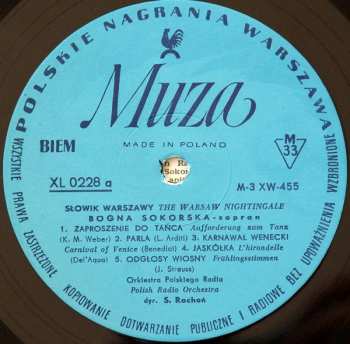 POLSKIE NAGRANIA WARSZAWA
Muza
BIEM
MADE IN POLAND
M
33
XL 0228 a
M-3 XW-455
SŁOWIK WARSZAWY THE WARSAW NIGHTINGALE
BOGNA SOKORSKA - sopran
1. ZAPROSZENIE DO TAŃCA Aufforderung zum Tanz
(K. M. Weber) 2. PARLA (L. Arditi) 3. KARNAWAŁ WENECKI
Carnival of Venice (Benedict) 4. JASKÓŁKA L'hirondelle
(Del'Aqua) 5. ODGŁOSY WIOSNY Frühlingsstimmen
(J. Strauss)
Orkiestra Polskiego Radia
Polish Radio Orchestra
dyr. S. Rachoń
WSZYSTKIE PRAWA ZASTRZEŻONE. KOPIOWANIE ODTWARZANIE PUBLICZNE I RADIOWE BEZ UPOWAŻNIENIA WZBRONIONE